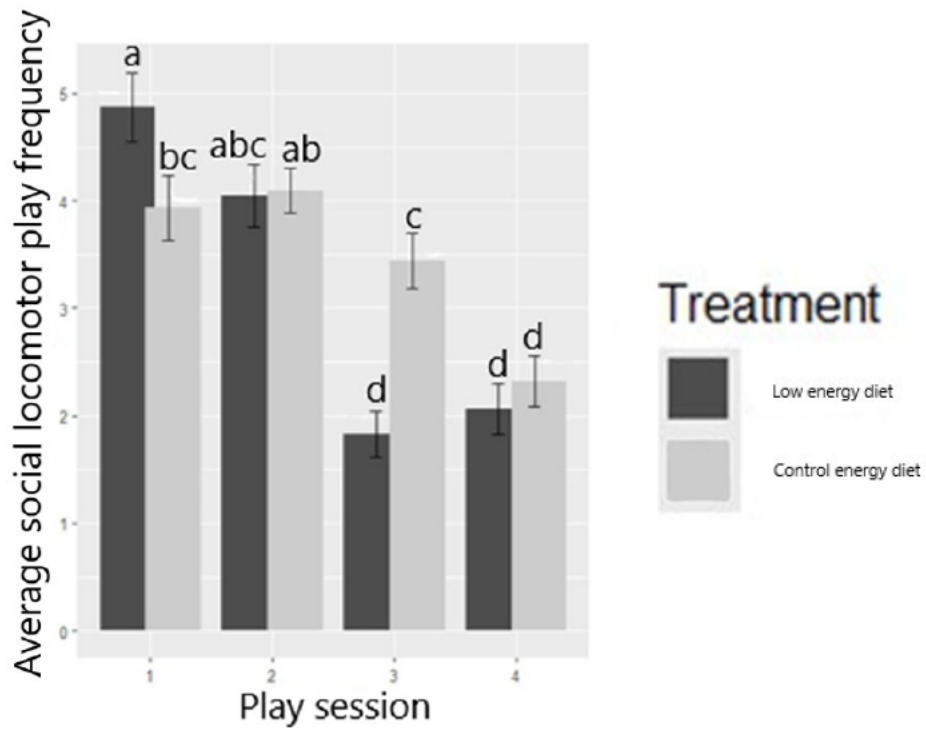 Average social locomotor play frequency
5
4
3
2
1
0
a
bc
abc
ab
d
c
d
d
1
2
3
4
Play session
Treatment
Low energy diet
Control energy diet